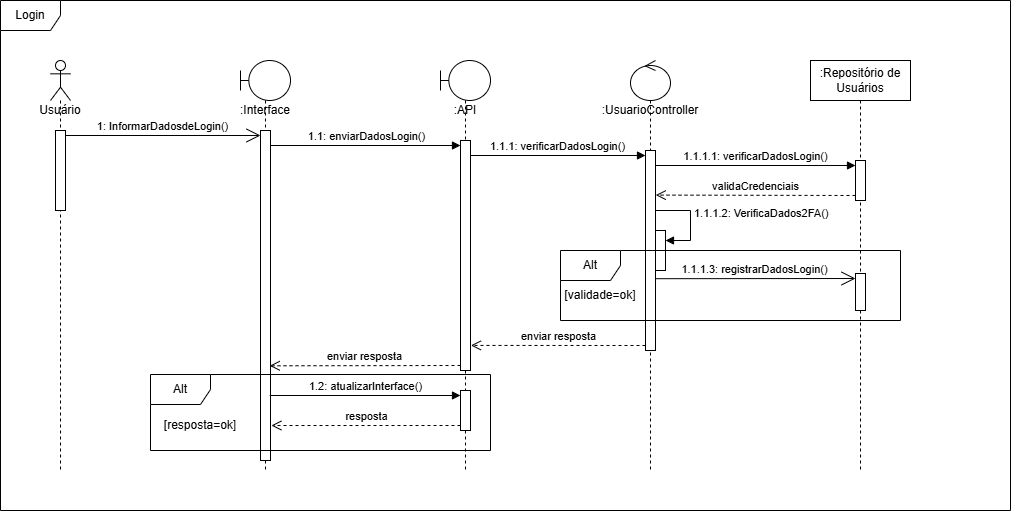 Login
Usuário
:Interface
:API
:UsuarioController
:Repositório de
Usuários
1: InformarDadosdeLogin()
1.1: enviarDadosLogin()
1.1.1: verificarDadosLogin()
1.1.1.1: verificarDadosLogin()
validaCredenciais
1.1.1.2: VerificaDados2FA()
Alt
1.1.1.3: registrarDadosLogin()
[validade=ok]
enviar resposta
enviar resposta
Alt
1.2: atualizarInterface()
resposta
[resposta=ok]